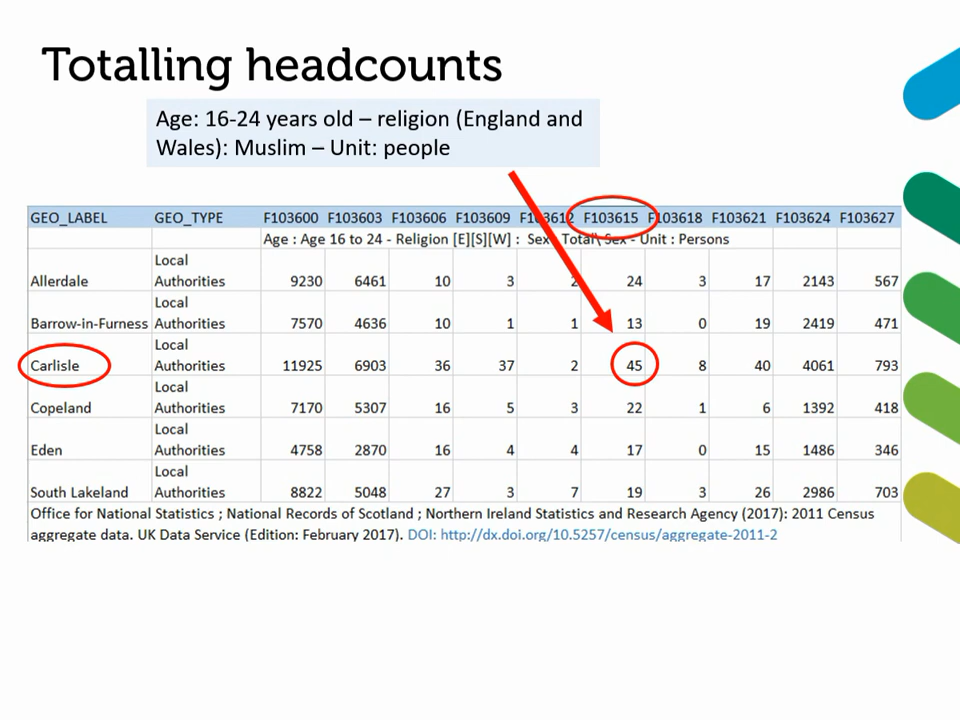 Totalling headcounts
Age: 16-24 years old – religion (England and
Wales): Muslim – Unit: people
GEO_LABEL GEO_TYPE F103600 F103603 F103606 F103609 F103612 F103615 F103618 F103621 F103624 F103627
Age : Age 16 to 24 - Religion [E][S][W] : Sex : Total\ Sex - Unit : Persons
Local
Allerdale Authorities 9230 6461 10 3 2 24 3 17 2143 567
Local
Barrow-in-Furness Authorities 7570 4636 10 1 1 13 0 19 2419 471
Local
Carlisle Authorities 11925 6903 36 37 2 45 8 40 4061 793
Local
Copeland Authorities 7170 5307 16 5 3 22 1 6 1392 418
Local
Eden Authorities 4758 2870 16 4 4 17 0 15 1486 346
Local
South Lakeland Authorities 8822 5048 27 3 7 19 3 26 2986 703
Office for National Statistics ; National Records of Scotland ; Northern Ireland Statistics and Research Agency (2017): 2011 Census
aggregate data. UK Data Service (Edition: February 2017). DOI: http://dx.doi.org/10.5257/census/aggregate-2011-2